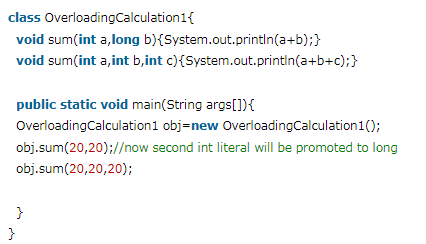 class OverloadingCalculation1{
void sum(int a,long b){System.out.println(a+b);}
void sum(int a,int b,int c){System.out.println(a+b+c);}
public static void main(String args[]){
OverloadingCalculation1 obj=new OverloadingCalculation1();
obj.sum(20,20);//now second int literal will be promoted to long
obj.sum(20,20,20);
}
}